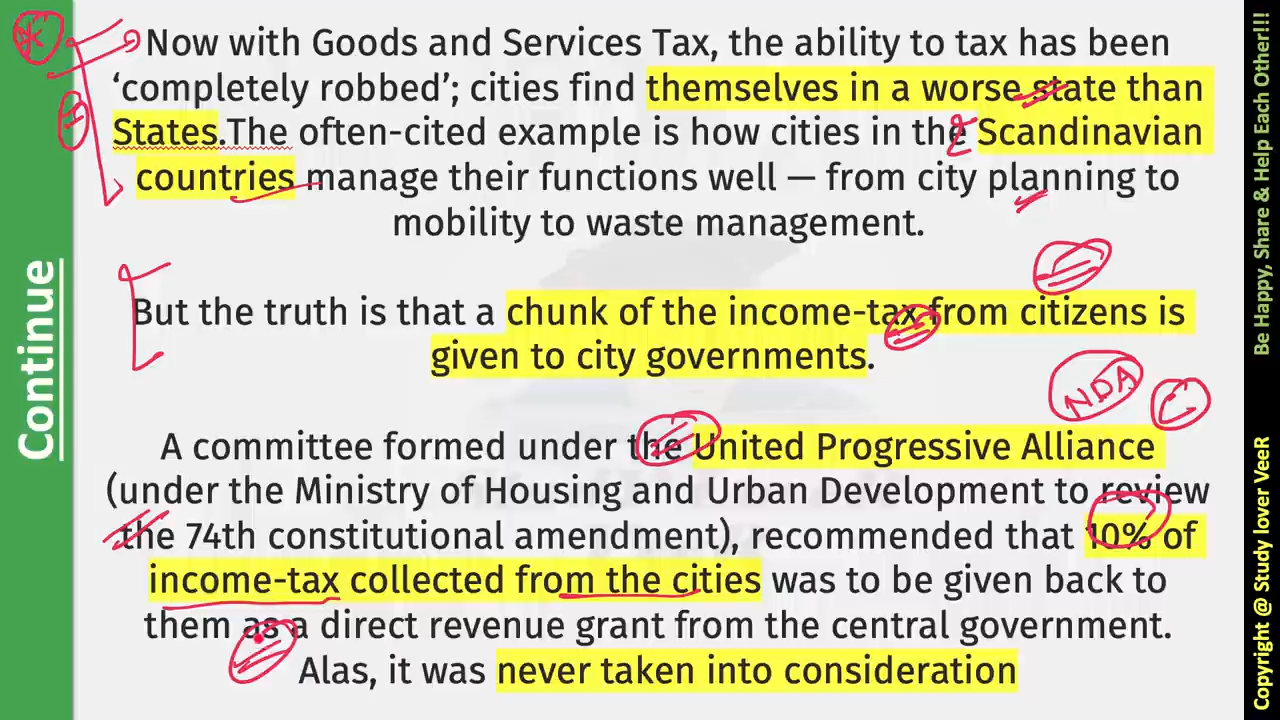 Continue
Now with Goods and Services Tax, the ability to tax has been
‘completely robbed’; cities find themselves in a worse state than
States.The often-cited example is how cities in the Scandinavian
countries manage their functions well — from city planning to
mobility to waste management.
But the truth is that a chunk of the income-tax from citizens is
given to city governments.
NDA
A committee formed under the United Progressive Alliance
(under the Ministry of Housing and Urban Development to review
the 74th constitutional amendment), recommended that 10% of
income-tax collected from the cities was to be given back to
them as a direct revenue grant from the central government.
Alas, it was never taken into consideration
Be Happy, Share & Help Each Other!!!
Copyright @ Study lover VeeR